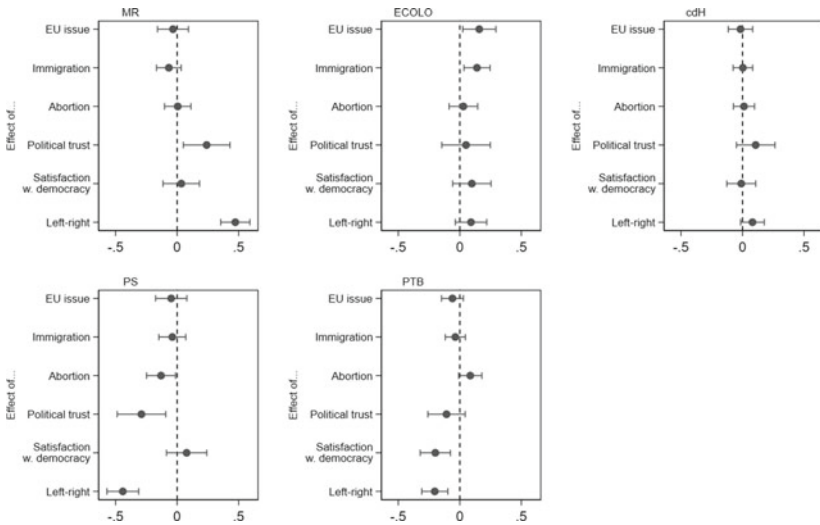 MR
Effect of...
EU issue
Immigration
Abortion
Political trust
Satisfaction
w. democracy
Left-right
-.5 0 .5
ECOLO
Effect of...
EU issue
Immigration
Abortion
Political trust
Satisfaction
w. democracy
Left-right
-.5 0 .5
cdH
Effect of...
EU issue
Immigration
Abortion
Political trust
Satisfaction
w. democracy
Left-right
-.5 0 .5
PS
Effect of...
EU issue
Immigration
Abortion
Political trust
Satisfaction
w. democracy
Left-right
-.5 0 .5
PTB
Effect of...
EU issue
Immigration
Abortion
Political trust
Satisfaction
w. democracy
Left-right
-.5 0 .5